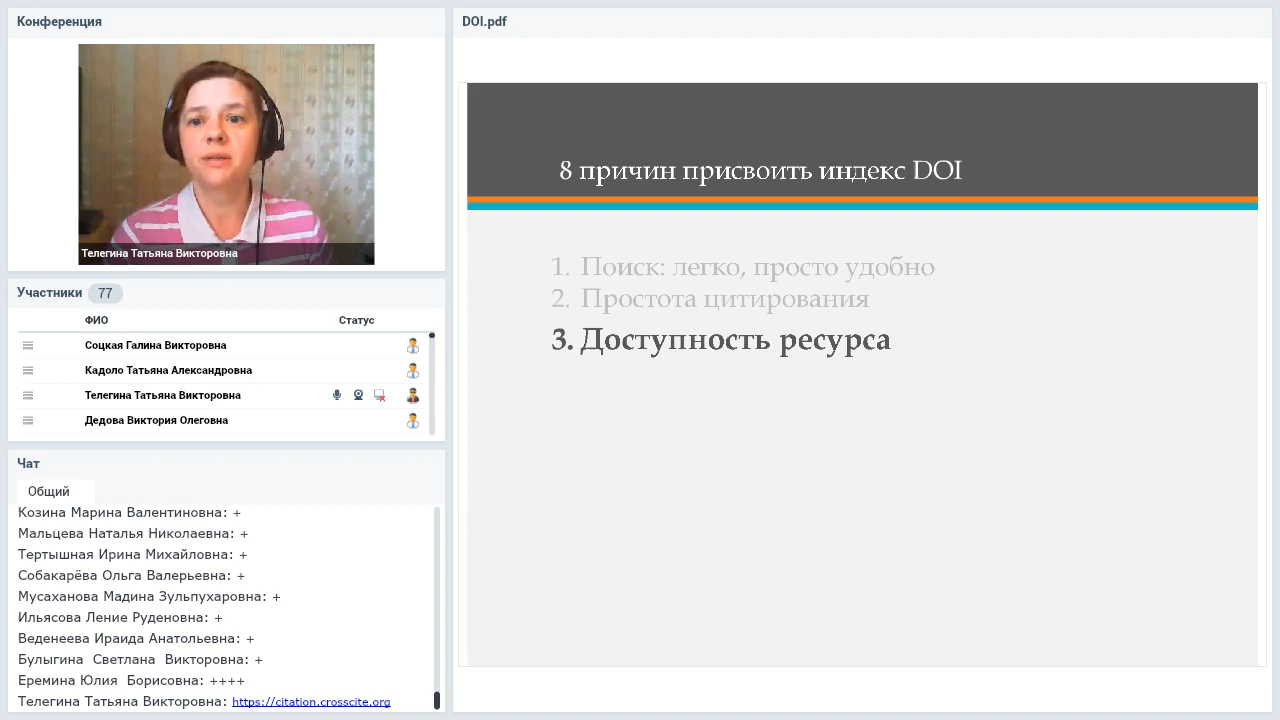 Конференция
Телегина Татьяна Викторовна
Участники 77
ФИО Статус
Соцкая Галина Викторовна
Кадоло Татьяна Александровна
Телегина Татьяна Викторовна
Дедова Виктория Олеговна
Чат
Общий
Козина Марина Валентиновна: +
Мальцева Наталья Николаевна: +
Тертышная Ирина Михайловна: +
Собакарёва Ольга Валерьевна: +
Мусаханова Мадина Зульпухаровна: +
Ильясова Ление Руденовна: +
Веденеева Ираида Анатольевна: +
Булыгина  Светлана  Викторовна: +
Еремина Юлия  Борисовна: ++++
Телегина Татьяна Викторовна: https://citation.crosscite.org
DOI.pdf
8 причин присвоить индекс DOI
1. Поиск: легко, просто удобно
2. Простота цитирования
3. Доступность ресурса